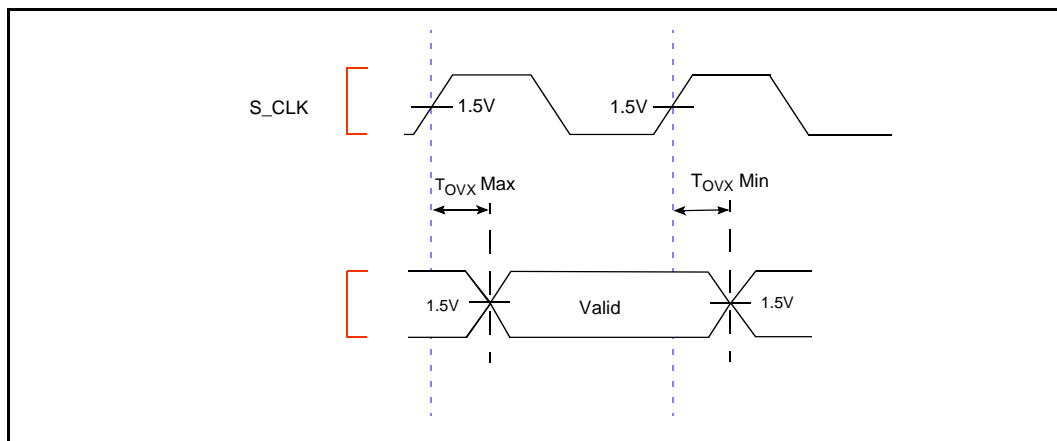 S_CLK
1.5V
1.5V
TOVX Max
TOVX Min
1.5V
Valid
1.5V